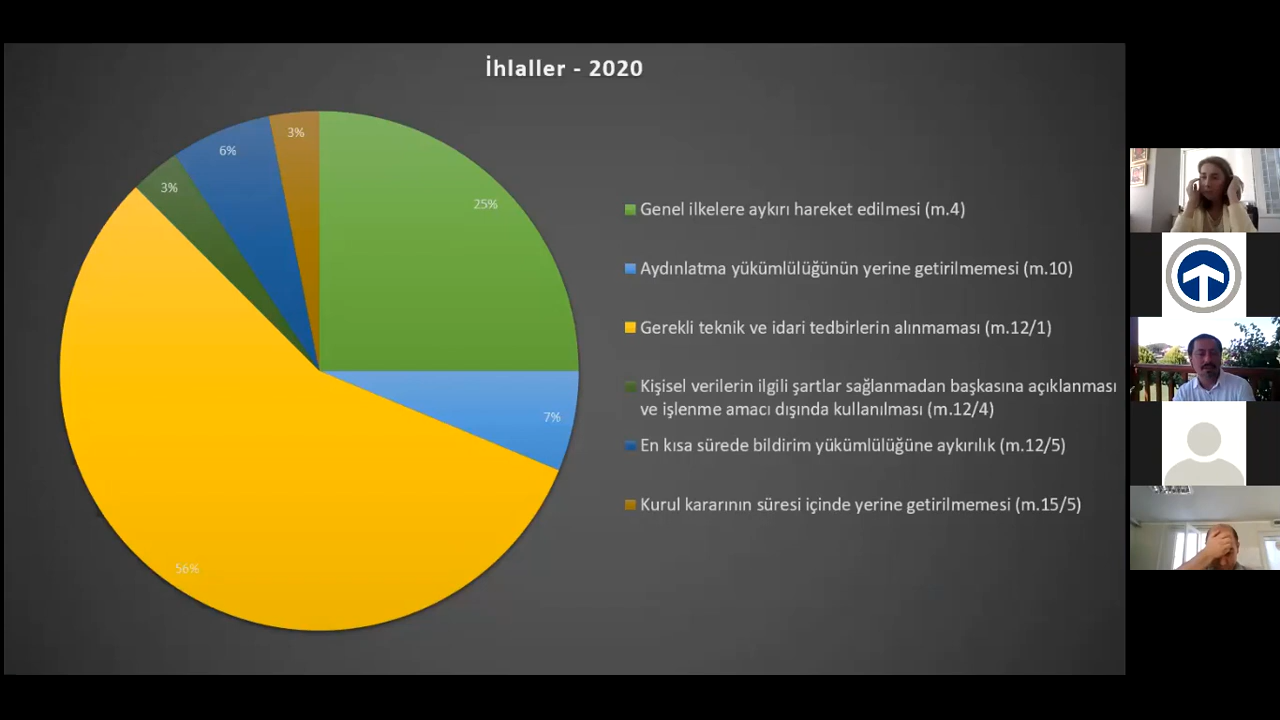 İhlaller - 2020
3%
6%
3%
25%
7%
56%
Genel ilkelere aykırı hareket edilmesi (m.4)
Aydınlatma yükümlülüğünün yerine getirilmemesi (m.10)
Gerekli teknik ve idari tedbirlerin alınmaması (m.12/1)
Kişisel verilerin ilgili şartlar sağlanmadan başkasına açıklanması
ve işlenme amacı dışında kullanılması (m.12/4)
En kısa sürede bildirim yükümlülüğüne aykırılık (m.12/5)
Kurul kararının süresi içinde yerine getirilmemesi (m.15/5)